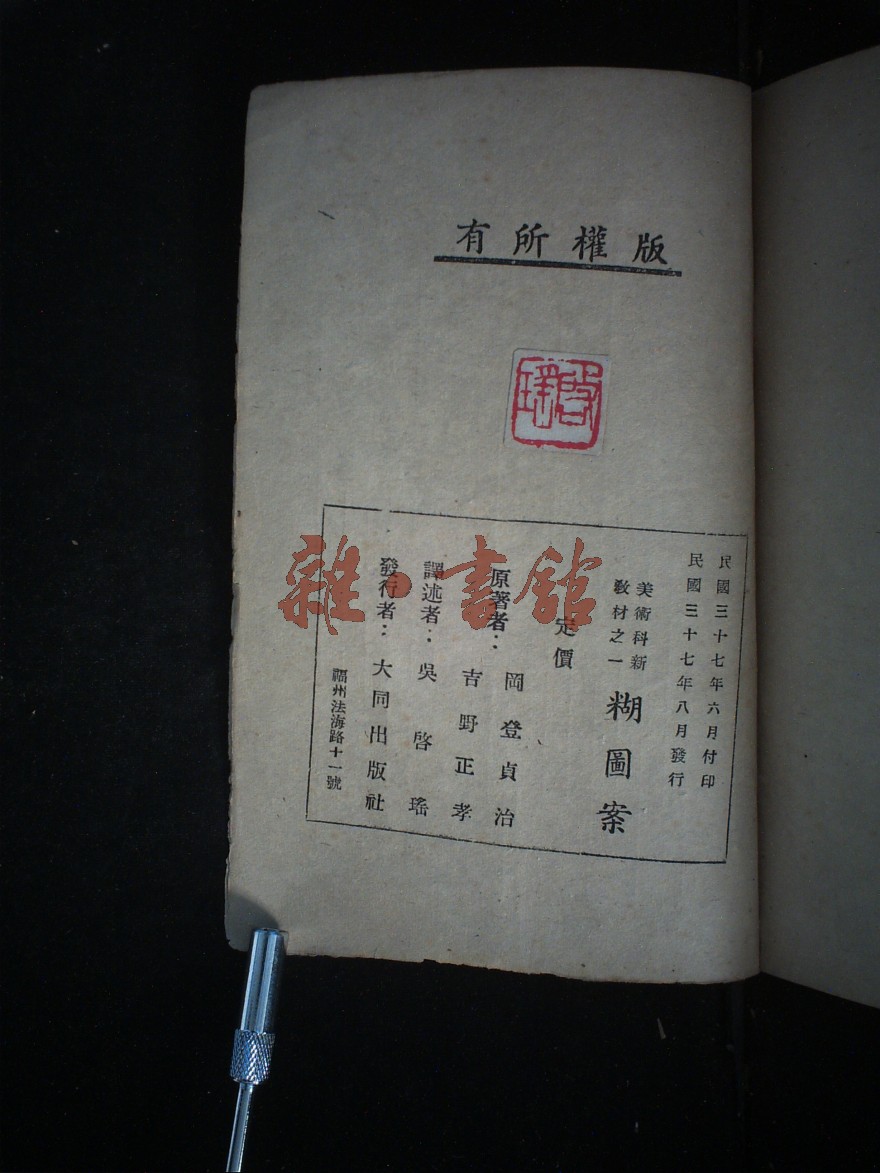 版權所有
啓瑤
民國三十七年六月付印
民國三十七年八月發行
美術科新
教材之一
糊圖案
定價
原著者：岡登貞治
吉野正孝
譯述者：吳啓瑤
發行者：大同出版社
福州法海路十一號
雜·書館